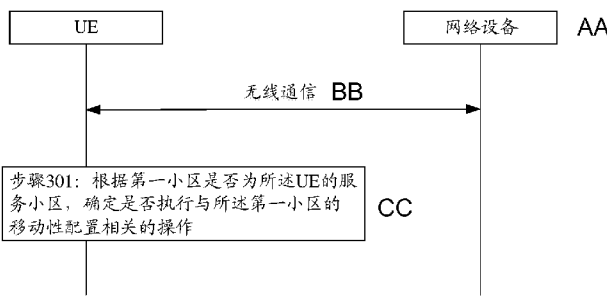 UE
网络设备 AA
无线通信 BB
步骤301：根据第一小区是否为所述UE的服
务小区，确定是否执行与所述第一小区的
移动性配置相关的操作
CC